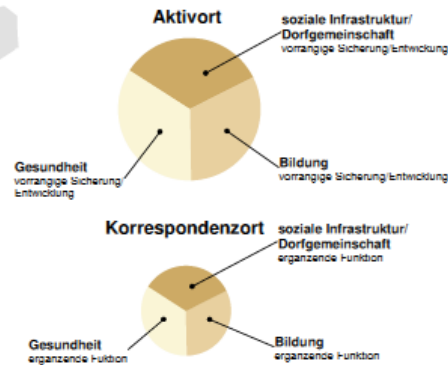 Aktivort
soziale Infrastruktur/
Dorfgemeinschaft
vorrangige Sicherung/Entwicklung
Gesundheit
vorrangige Sicherung/
Entwicklung
Bildung
vorrangige Sicherung/Entwicklung
Korrespondenzort
soziale Infrastruktur/
Dorfgemeinschaft
ergänzende Funktion
Gesundheit
ergänzende Fuktion
Bildung
ergänzende Funktion